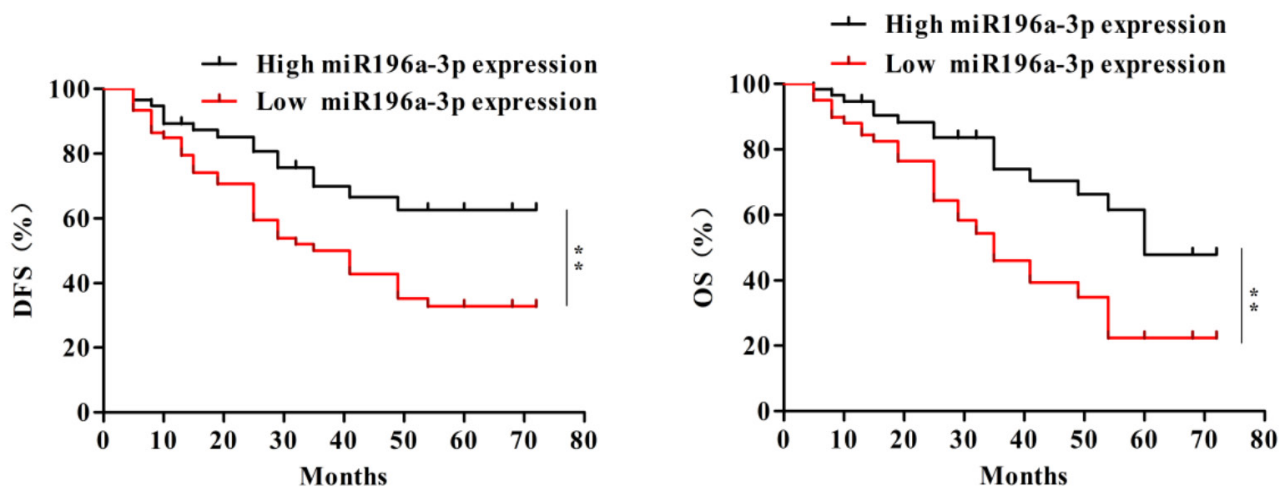 High miR196a-3p expression
Low miR196a-3p expression
100
80
60
40
20
0
DFS (%)
0 10 20 30 40 50 60 70 80
Months
**
High miR196a-3p expression
Low miR196a-3p expression
100
80
60
40
20
0
OS (%)
0 10 20 30 40 50 60 70 80
Months
**